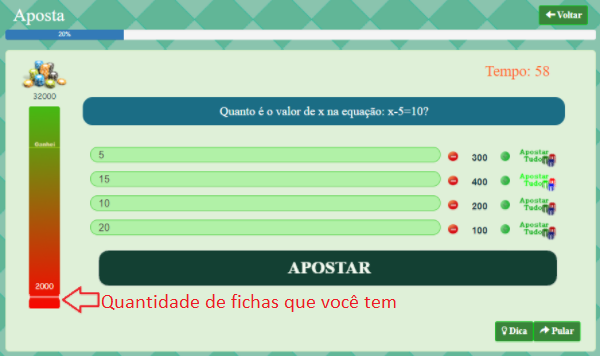 Aposta
Voltar
20%
Tempo: 58
32000
Quanto é o valor de x na equação: x-5=10?
Ganhei
5
300
Apostar
Tudo
15
400
Apostar
Tudo
10
200
Apostar
Tudo
20
100
Apostar
Tudo
APOSTAR
2000
Quantidade de fichas que você tem
Dica
Pular